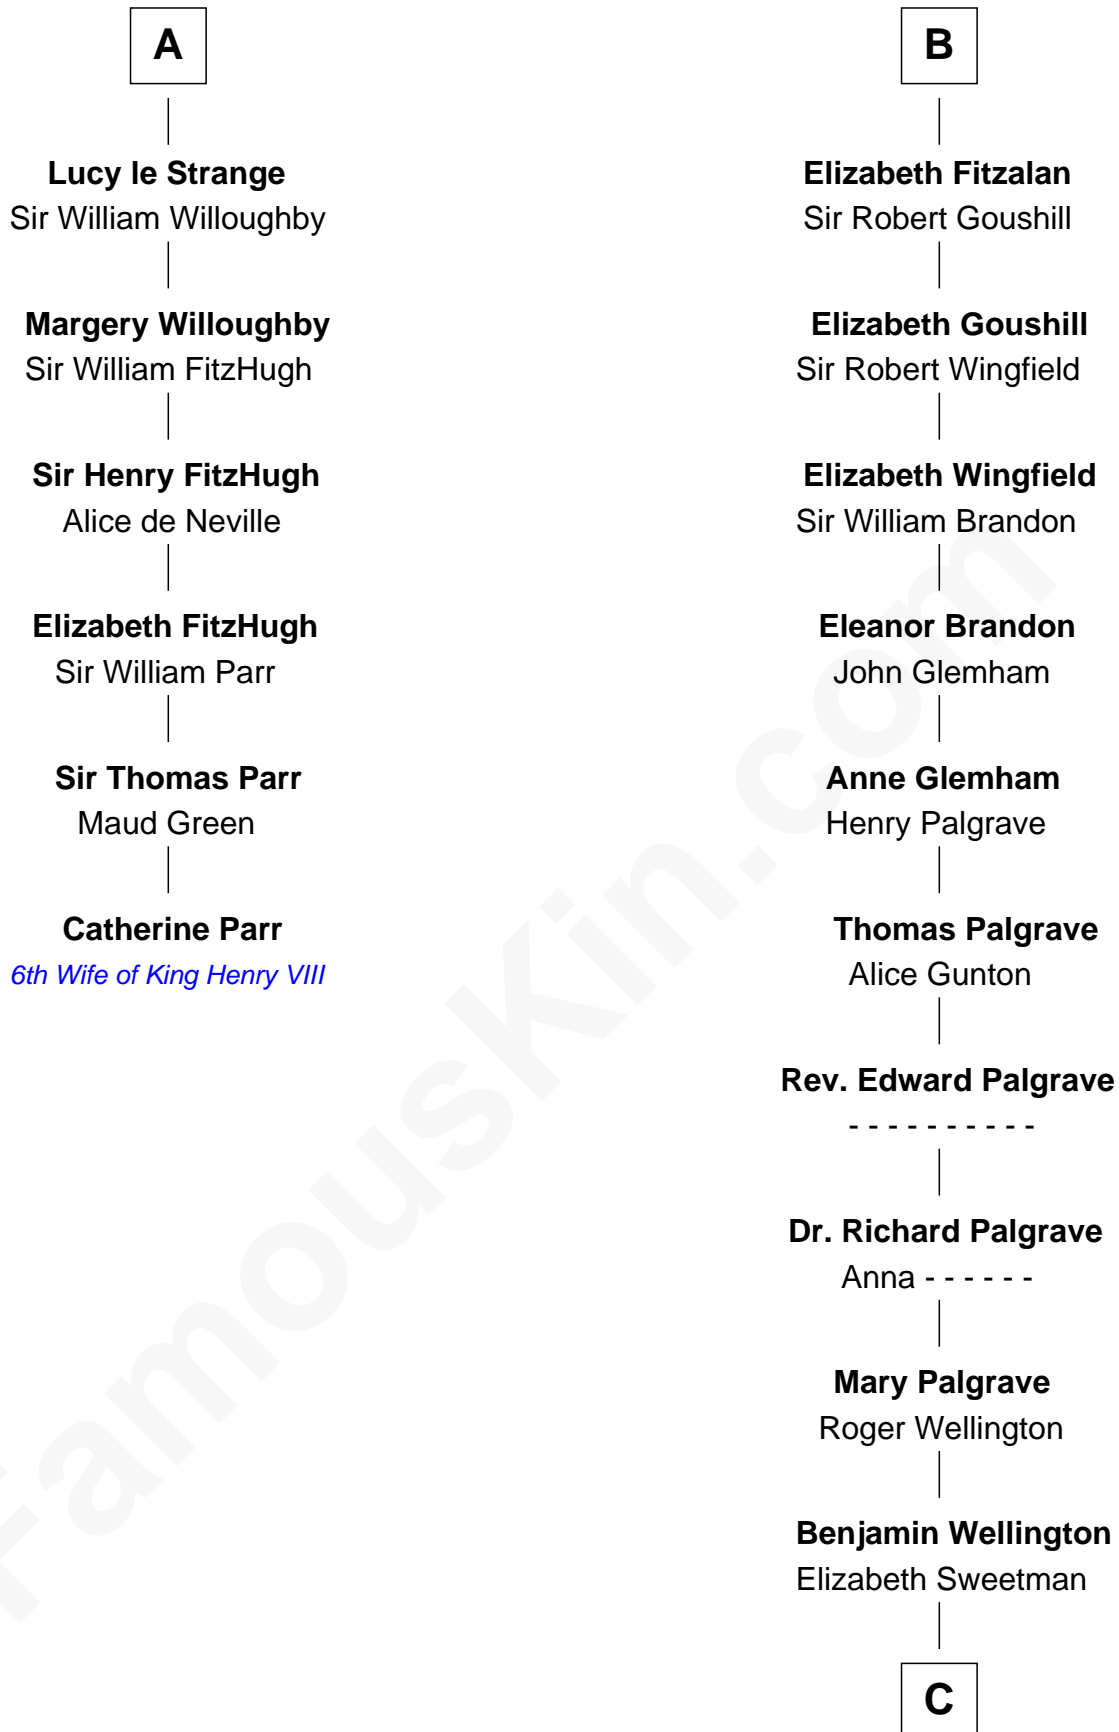 A
Lucy le Strange
Sir William Willoughby
Margery Willoughby
Sir William FitzHugh
Sir Henry FitzHugh
Alice de Neville
Elizabeth FitzHugh
Sir William Parr
Sir Thomas Parr
Maud Green
Catherine Parr
6th Wife of King Henry VIII
B
Elizabeth Fitzalan
Sir Robert Goushill
Elizabeth Goushill
Sir Robert Wingfield
Elizabeth Wingfield
Sir William Brandon
Eleanor Brandon
John Glemham
Anne Glemham
Henry Palgrave
Thomas Palgrave
Alice Gunton
Rev. Edward Palgrave
- - - - - - - - - -
Dr. Richard Palgrave
Anna - - - - - -
Mary Palgrave
Roger Wellington
Benjamin Wellington
Elizabeth Sweetman
C
FamousKin.com